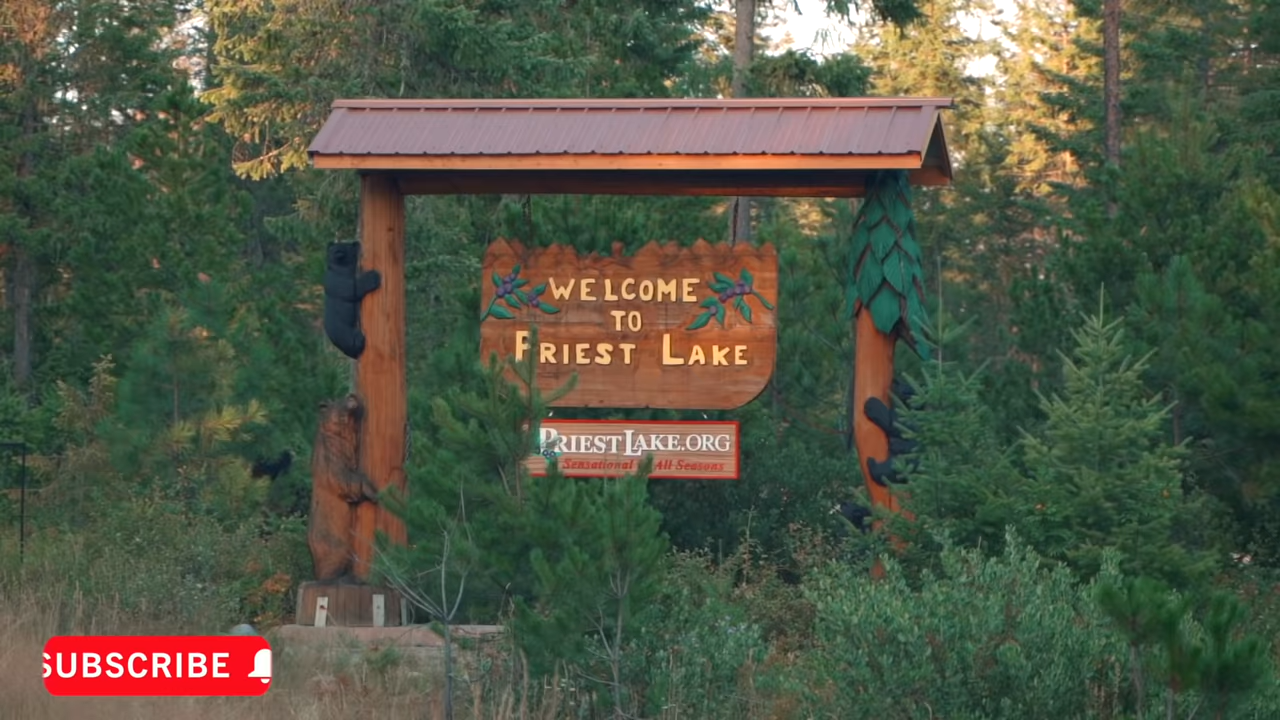 WELCOME
TO
PRIEST LAKE
PRIESTLAKE.ORG
Sensational All Seasons
SUBSCRIBE